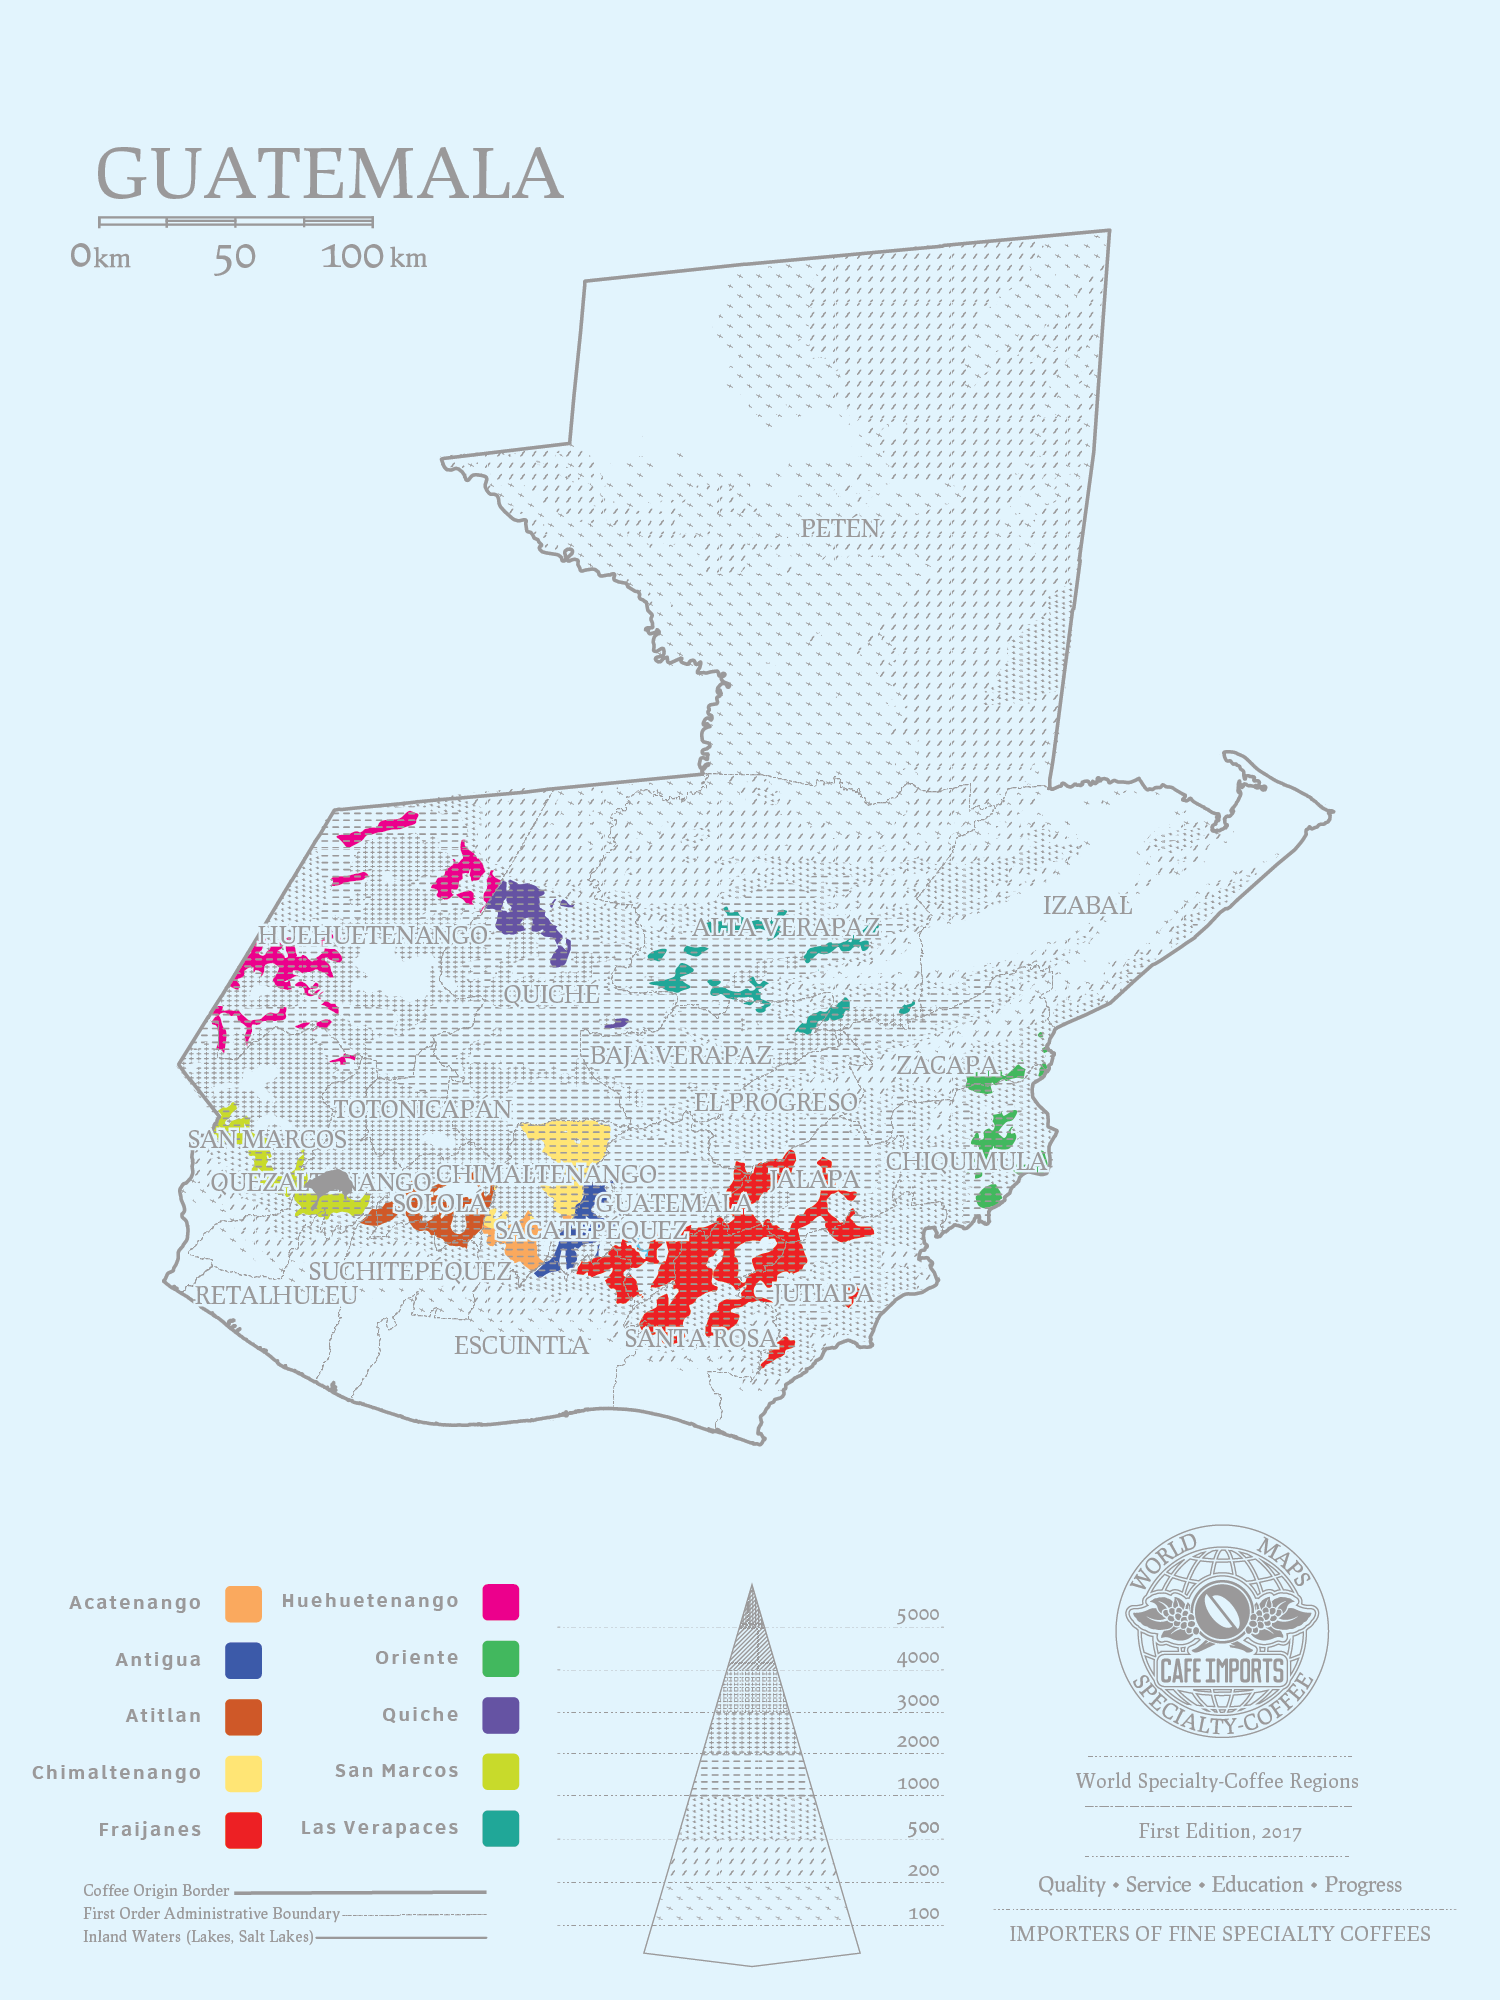 GUATEMALA
0km 50 100 km
PETEN
IZABAL
HUEHUETENANGO
ALTA VERAPAZ
QUICHE
BAJA VERAPAZ
ZACAPA
TOTONICAPAN
EL PROGRESO
SAN MARCOS
CHIQUIMULA
QUEZALTENANGO
CHIMALTENANGO
JALAPA
SOLOLA
GUATEMALA
SACATEPEQUEZ
SUCHITEPEQUEZ
RETALHULEU
JUTIAPA
ESCUINTLA
SANTA ROSA
Acatenango
Antigua
Atitlan
Chimaltenango
Fraijanes
Huehuetenango
Oriente
Quiche
San Marcos
Las Verapaces
Coffee Origin Border
First Order Administrative Boundary
Inland Waters (Lakes, Salt Lakes)
5000
4000
3000
2000
1000
500
200
100
WORLD MAPS
CAFE IMPORTS
SPECIALTY-COFFEE
World Specialty-Coffee Regions
First Edition, 2017
Quality • Service • Education • Progress
IMPORTERS OF FINE SPECIALTY COFFEES